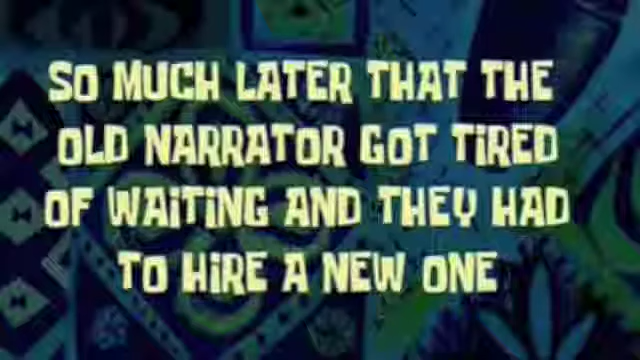 SO MUCH LATER THAT THE
OLD NARRATOR GOT TiRED
OF WAiTiNG AND THEY HAD
TO HiRE A NEW ONE